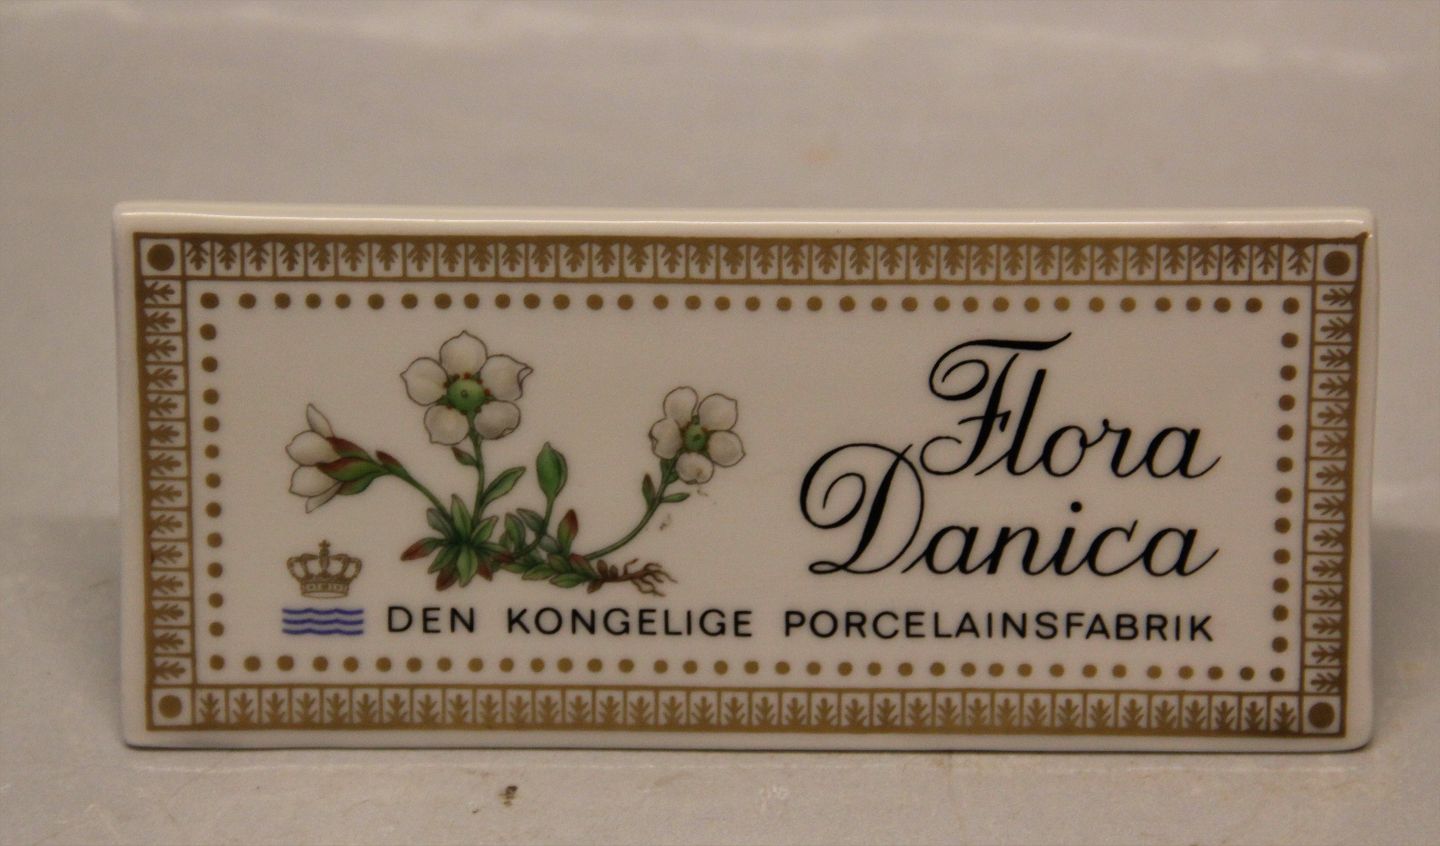 Flora
Danica
DEN KONGELIGE PORCELAINSFABRIK